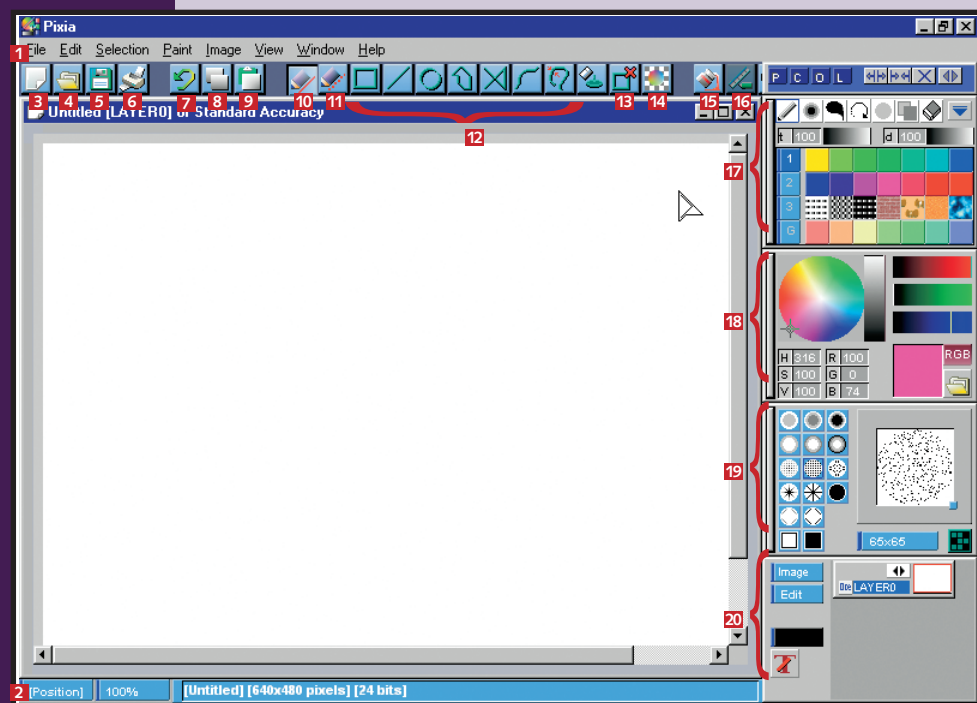 Pixia
1 File Edit Selection Paint Image View Window Help
P C O L
3 4 5 6 7 8 9 10 11 13 14 15 16
Untitled [LAYER0] of Standard Accuracy
12
t 100 d 100
1
17
2
3
G
18
H 316 R 100
S 100 G 0
V 100 B 74
RGB
19
65x65
Image
Edit
One LAYER0
20
T
2 [Position] 100% [Untitled] [640x480 pixels] [24 bits]